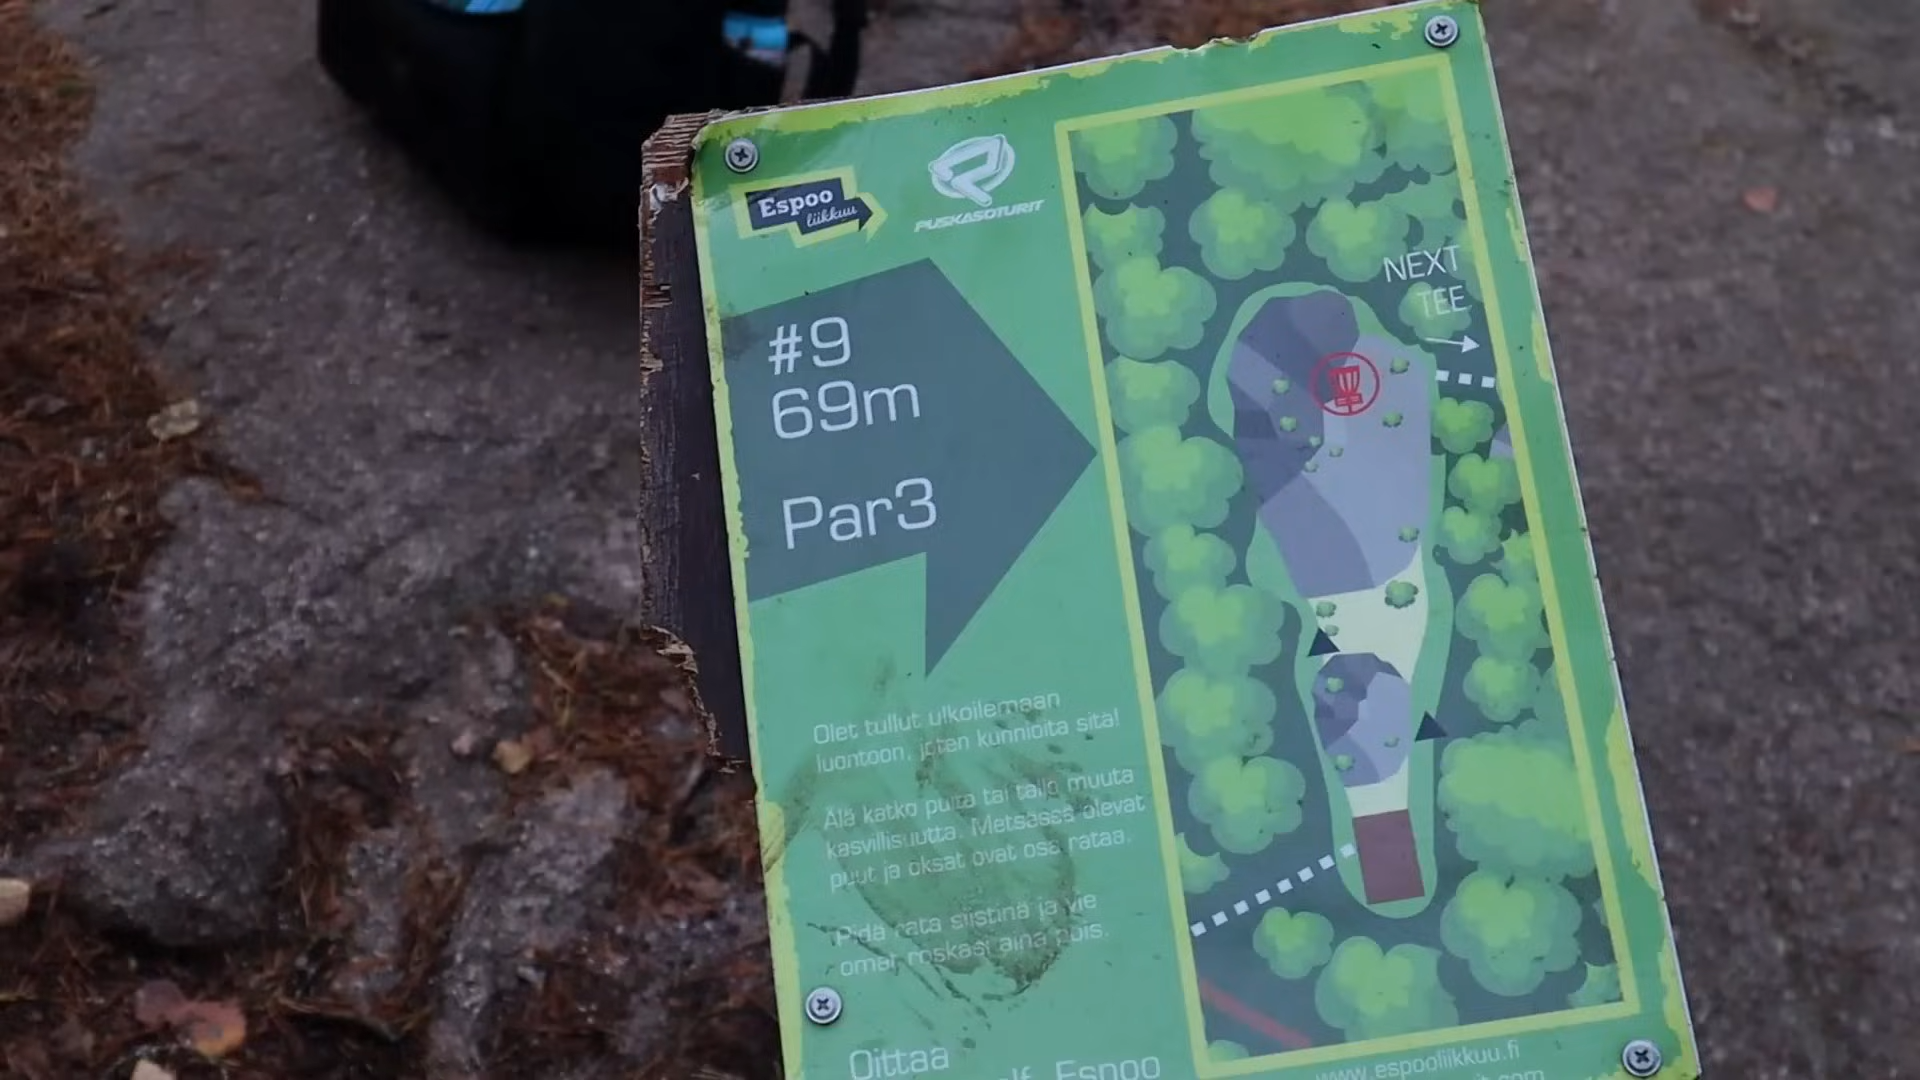 Espoo
liikkuu
PUSKASOTURIT
#9
69m
Par3
NEXT
TEE
Olet tullut ulkoilemaan
luontoon, joten kunnioita sitä!
Älä katko puita tai tallo muuta
kasvillisuutta. Metsässä olevat
puut ja oksat ovat osa rataa.
Pidä rata siistinä ja vie
omat roskasi aina pois.
Oittaa
Espoo
www.espooliikkuu.fi